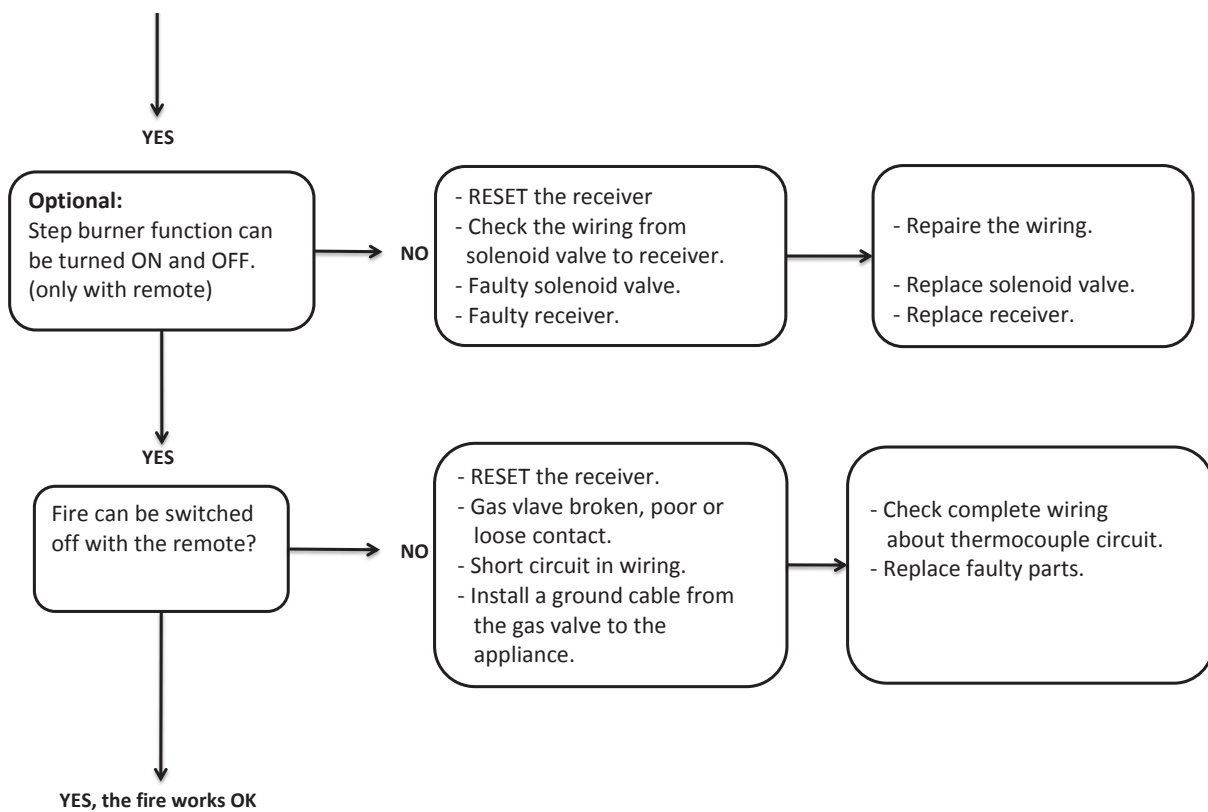 YES
Optional:
Step burner function can
be turned ON and OFF.
(only with remote)
NO
- RESET the receiver
- Check the wiring from
solenoid valve to receiver.
- Faulty solenoid valve.
- Faulty receiver.
- Repaire the wiring.
- Replace solenoid valve.
- Replace receiver.
YES
Fire can be switched
off with the remote?
NO
- RESET the receiver.
- Gas vlave broken, poor or
loose contact.
- Short circuit in wiring.
- Install a ground cable from
the gas valve to the
appliance.
- Check complete wiring
about thermocouple circuit.
- Replace faulty parts.
YES, the fire works OK